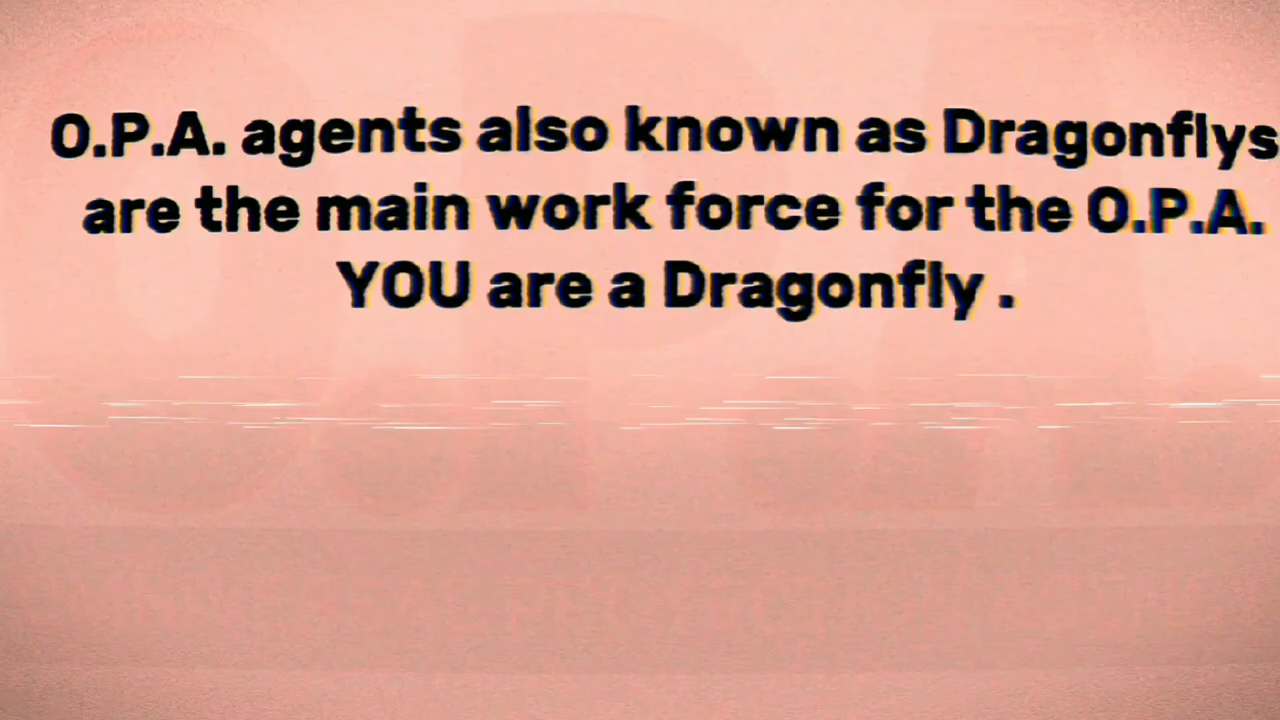 O.P.A. agents also known as Dragonflys
are the main work force for the O.P.A.
YOU are a Dragonfly .